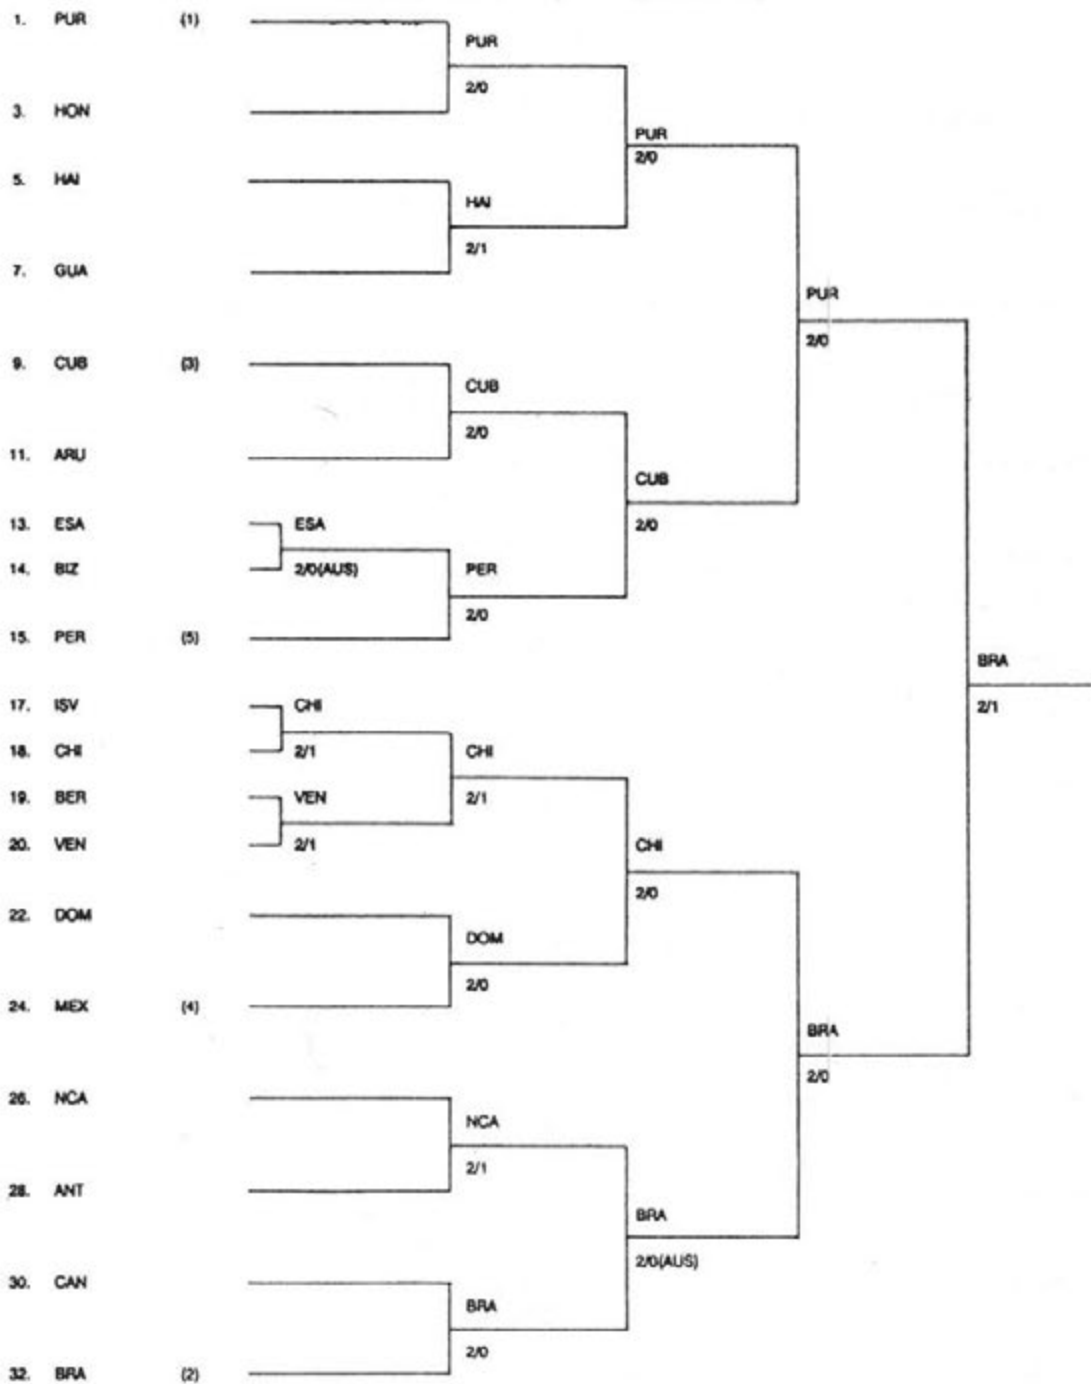 1. PUR (1)
PUR
2/0
3. HON
PUR
2/0
5. HAI
HAI
2/1
7. GUA
PUR
2/0
9. CUB (3)
CUB
2/0
11. ARU
CUB
2/0
13. ESA
ESA
14. BIZ
2/0(AUS)
PER
2/0
15. PER (5)
BRA
2/1
17. ISV
CHI
18. CHI
2/1
CHI
2/1
19. BER
VEN
20. VEN
2/1
CHI
2/0
22. DOM
DOM
2/0
24. MEX (4)
BRA
2/0
26. NCA
NCA
2/1
28. ANT
BRA
2/0(AUS)
30. CAN
BRA
2/0
32. BRA (2)